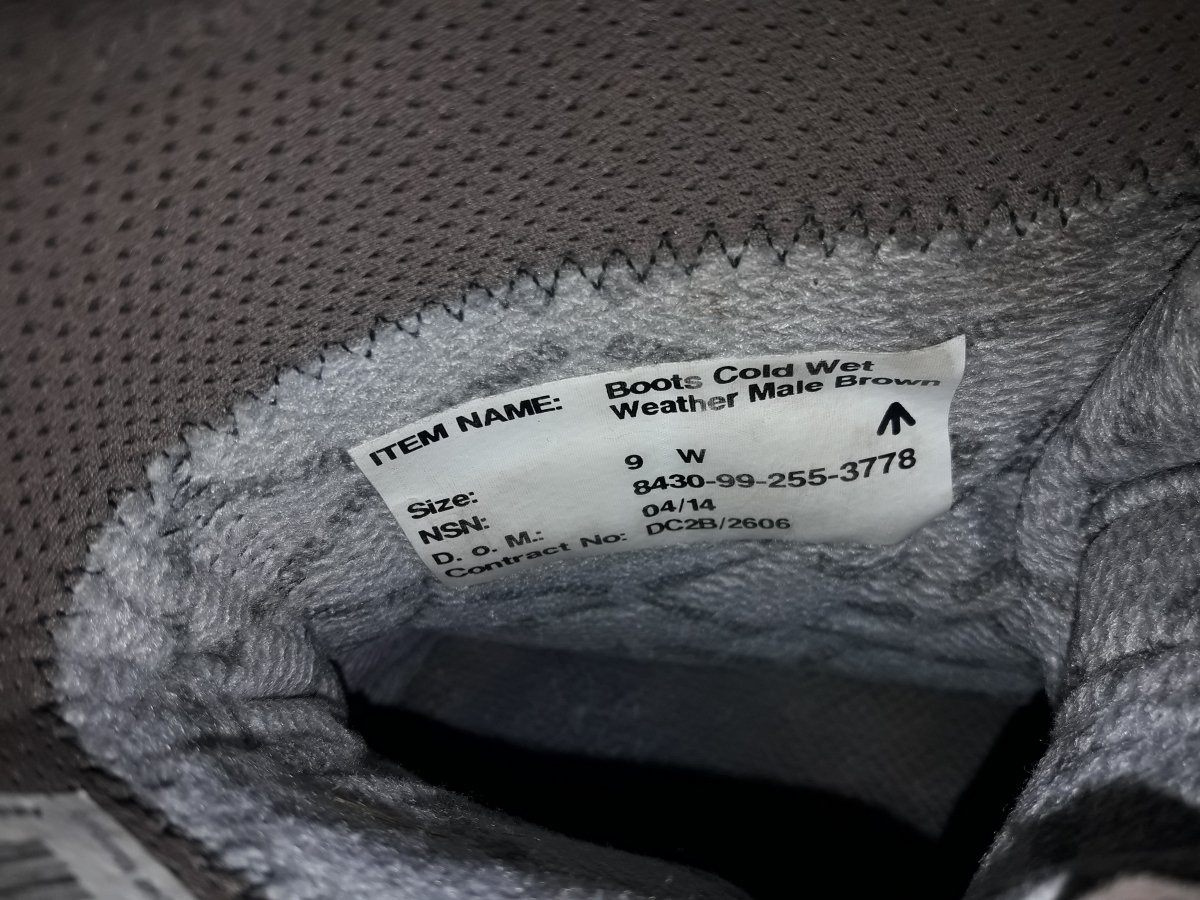 ITEM NAME: Boots Cold Wet
Weather Male Brown
Size: 9 W
NSN: 8430-99-255-3778
D. o. M.: 04/14
Contract No: DC2B/2606